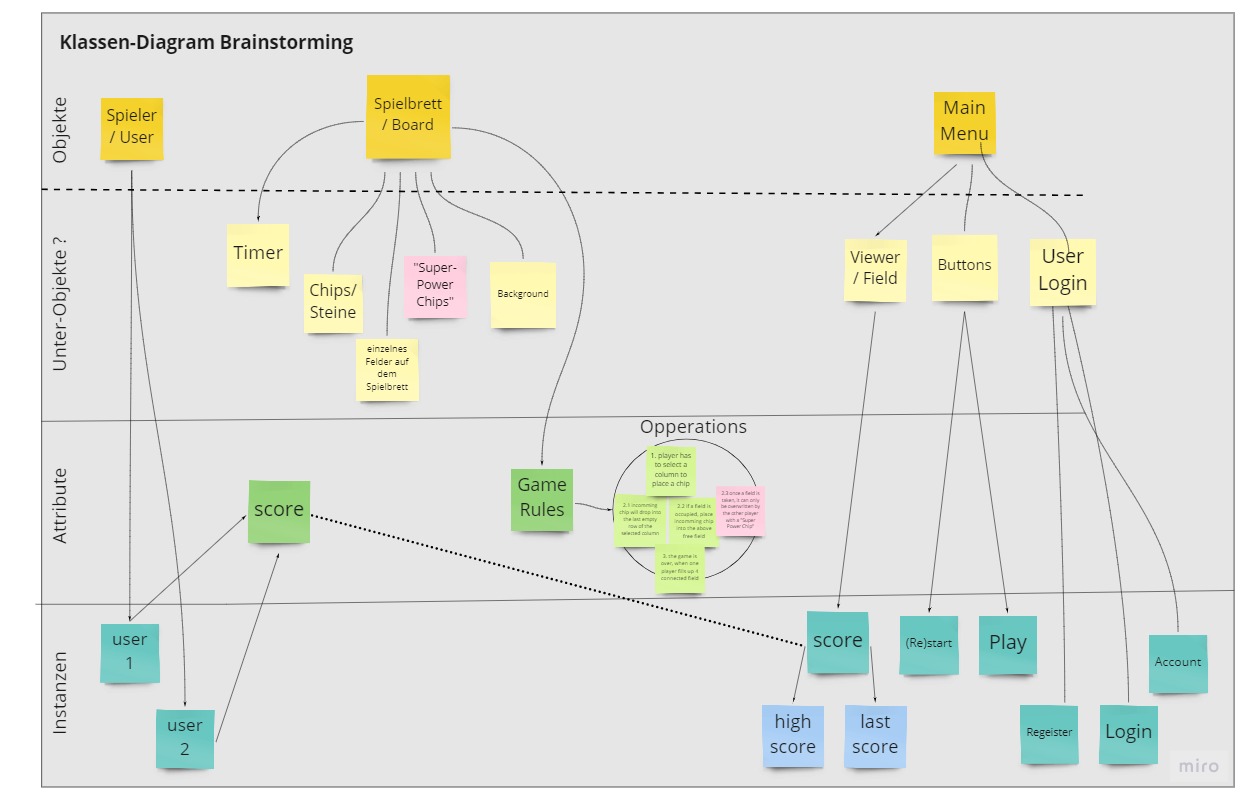 Klassen-Diagram Brainstorming
Objekte
Spieler
/ User
Spielbrett
/ Board
Main
Menu
Unter-Objekte ?
Timer
Chips/
Steine
einzelnes
Felder auf
dem
Spielbrett
"Super-
Power
Chips"
Background
Viewer
/ Field
Buttons
User
Login
Attribute
score
Game
Rules
Opperations
1. player has
to select a
column to
place a chip
2.1 incomming
chip will drop into
the last empty
row of the
selected column
2.2 if a field is
occupied, place
incomming chip
into the above
free field
2.3 once a field is
taken, it can only
be overwritten by
the other player
with a "Super
Power Chip"
3. the game is
over, when one
player fills up 4
connected field
Instanzen
user
1
user
2
score
high
score
last
score
(Re)start
Play
Regeister
Login
Account
miro